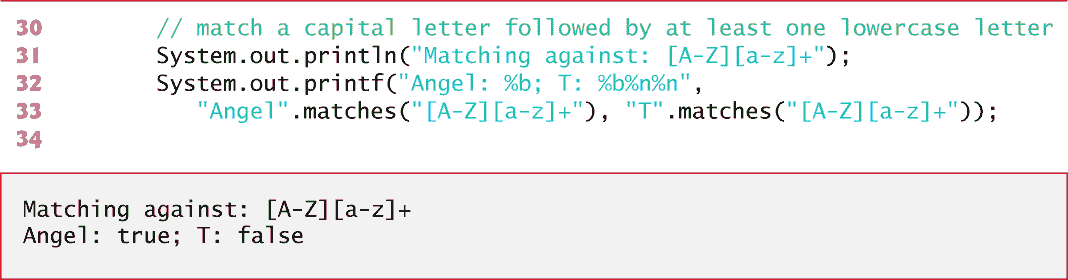 30 // match a capital letter followed by at least one lowercase letter
31 System.out.println("Matching against: [A-Z][a-z]+");
32 System.out.printf("Angel: %b; T: %b%n%n",
33 "Angel".matches("[A-Z][a-z]+"), "T".matches("[A-Z][a-z]+"));
34
Matching against: [A-Z][a-z]+
Angel: true; T: false